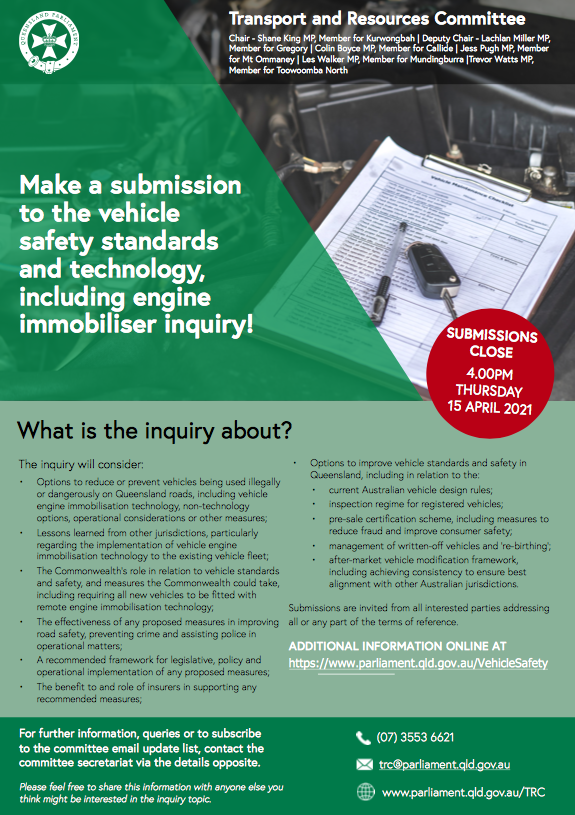 QUEENSLAND PARLIAMENT
Transport and Resources Committee
Chair - Shane King MP, Member for Kurwongbah | Deputy Chair - Lachlan Miller MP,
Member for Gregory | Colin Boyce MP, Member for Callide | Jess Pugh MP, Member
for Mt Ommaney | Les Walker MP, Member for Mundingburra |Trevor Watts MP,
Member for Toowoomba North
Vehicle Maintenance Checklist
Make a submission
to the vehicle
safety standards
and technology,
including engine
immobiliser inquiry!
SUBMISSIONS
CLOSE
4.00PM
THURSDAY
15 APRIL 2021
What is the inquiry about?
The inquiry will consider:
• Options to reduce or prevent vehicles being used illegally
or dangerously on Queensland roads, including vehicle
engine immobilisation technology, non-technology
options, operational considerations or other measures;
• Lessons learned from other jurisdictions, particularly
regarding the implementation of vehicle engine
immobilisation technology to the existing vehicle fleet;
• The Commonwealth's role in relation to vehicle standards
and safety, and measures the Commonwealth could take,
including requiring all new vehicles to be fitted with
remote engine immobilisation technology;
• The effectiveness of any proposed measures in improving
road safety, preventing crime and assisting police in
operational matters;
• A recommended framework for legislative, policy and
operational implementation of any proposed measures;
• The benefit to and role of insurers in supporting any
recommended measures;
• Options to improve vehicle standards and safety in
Queensland, including in relation to the:
• current Australian vehicle design rules;
• inspection regime for registered vehicles;
• pre-sale certification scheme, including measures to
reduce fraud and improve consumer safety;
• management of written-off vehicles and 're-birthing';
• after-market vehicle modification framework,
including achieving consistency to ensure best
alignment with other Australian jurisdictions.
Submissions are invited from all interested parties addressing
all or any part of the terms of reference.
ADDITIONAL INFORMATION ONLINE AT
https://www.parliament.qld.gov.au/VehicleSafety
For further information, queries or to subscribe
to the committee email update list, contact the
committee secretariat via the details opposite.
Please feel free to share this information with anyone else you
think might be interested in the inquiry topic.
(07) 3553 6621
trc@parliament.qld.gov.au
www.parliament.qld.gov.au/TRC